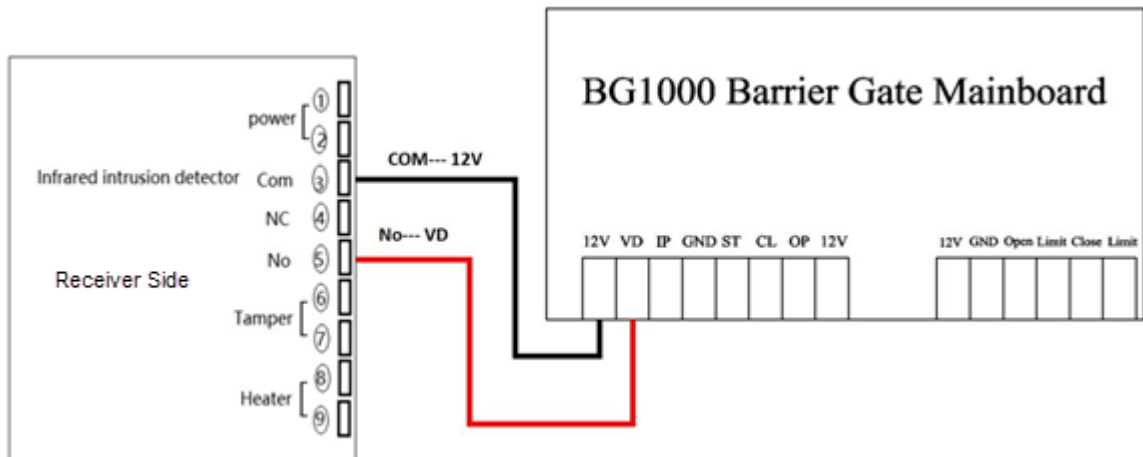 BG1000 Barrier Gate Mainboard
power
①
②
COM--- 12V
Infrared intrusion detector Com ③
NC ④
No--- VD
12V VD IP GND ST CL OP 12V
12V GND Open Limit Close Limit
No ⑤
Receiver Side
Tamper
⑥
⑦
Heater
⑧
⑨